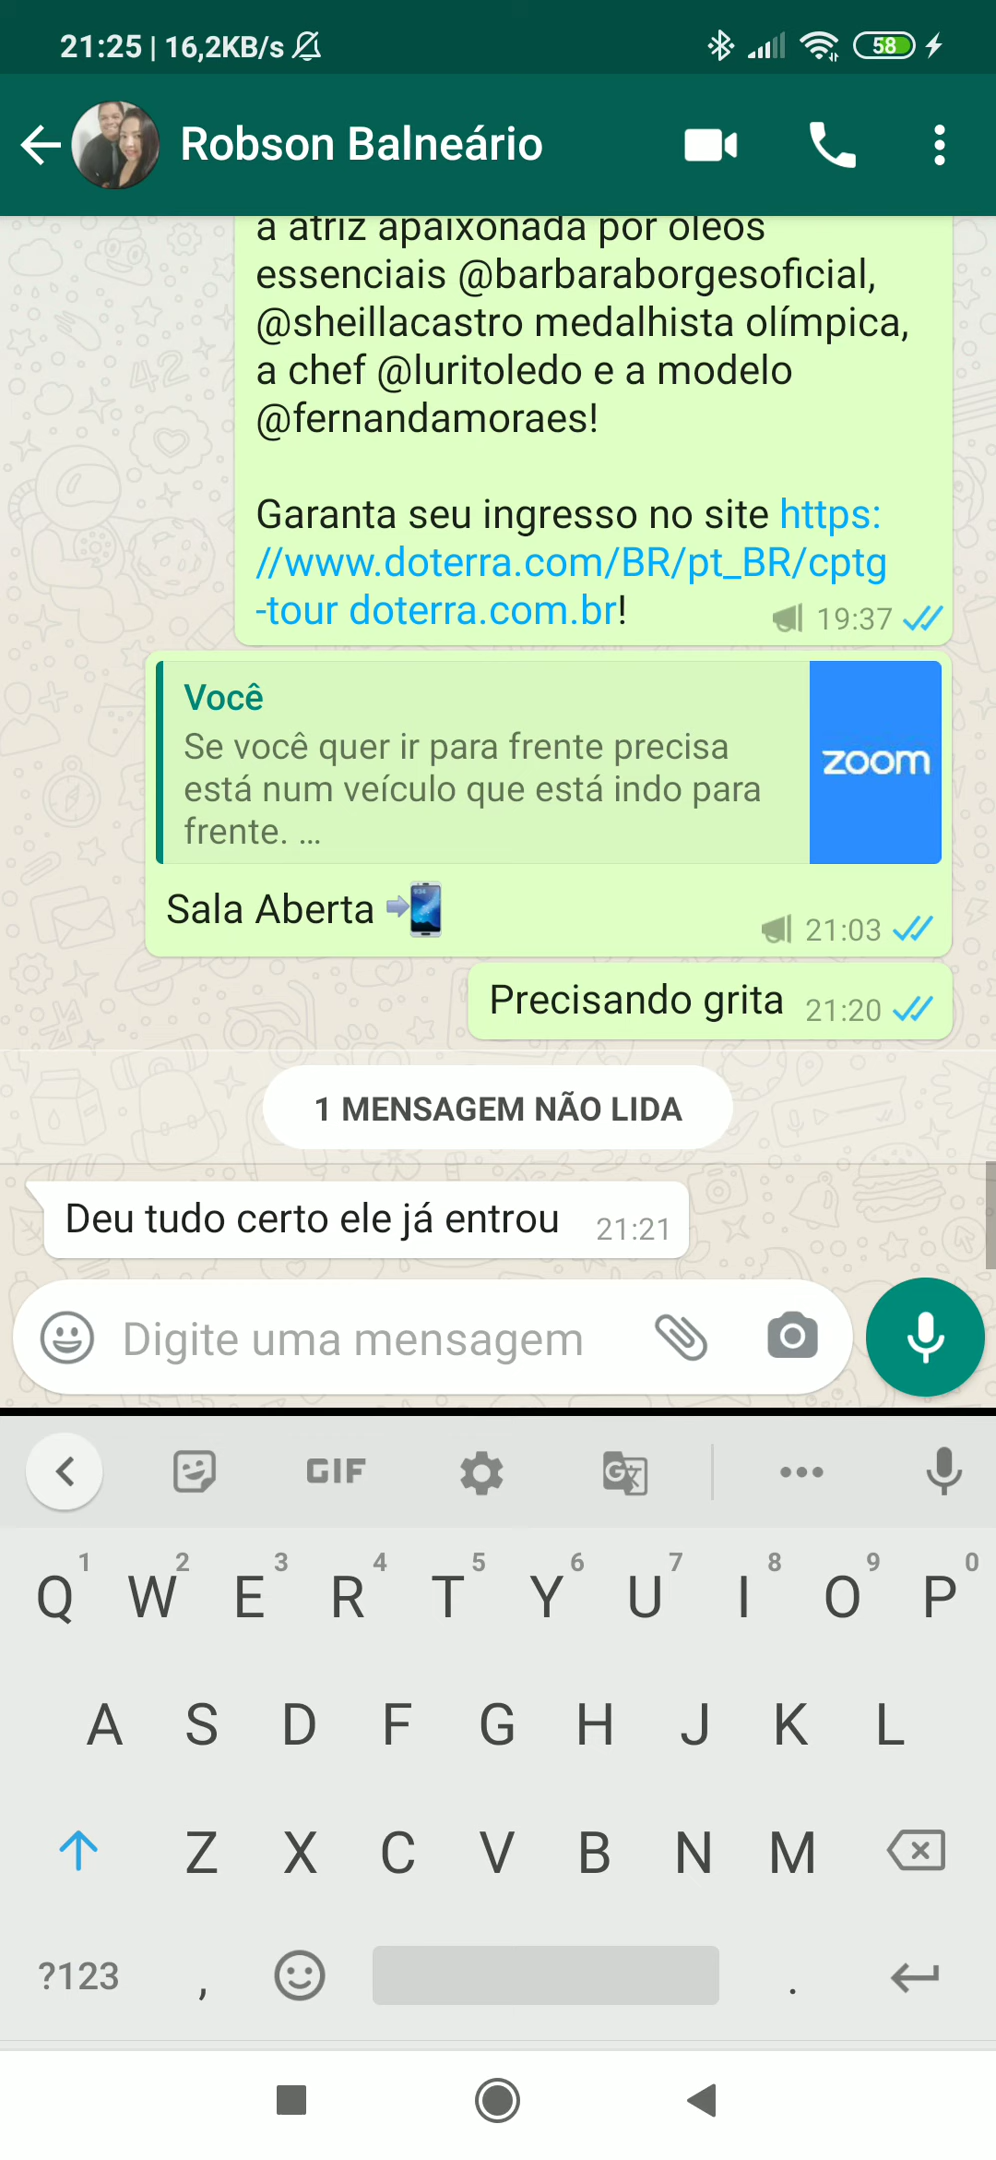 21:25 | 16,2KB/s
58
Robson Balneário
a atriz apaixonada por óleos
essenciais @barbaraborgesoficial,
@sheillacastro medalhista olímpica,
a chef @luritoledo e a modelo
@fernandamoraes!
Garanta seu ingresso no site https:
//www.doterra.com/BR/pt_BR/cptg
-tour doterra.com.br!
19:37
Você
Se você quer ir para frente precisa
está num veículo que está indo para
frente. ...
zoom
Sala Aberta
21:03
Precisando grita 21:20
1 MENSAGEM NÃO LIDA
Deu tudo certo ele já entrou 21:21
Digite uma mensagem
GIF
1 2 3 4 5 6 7 8 9 0
Q W E R T Y U I O P
A S D F G H J K L
Z X C V B N M
?123 , .